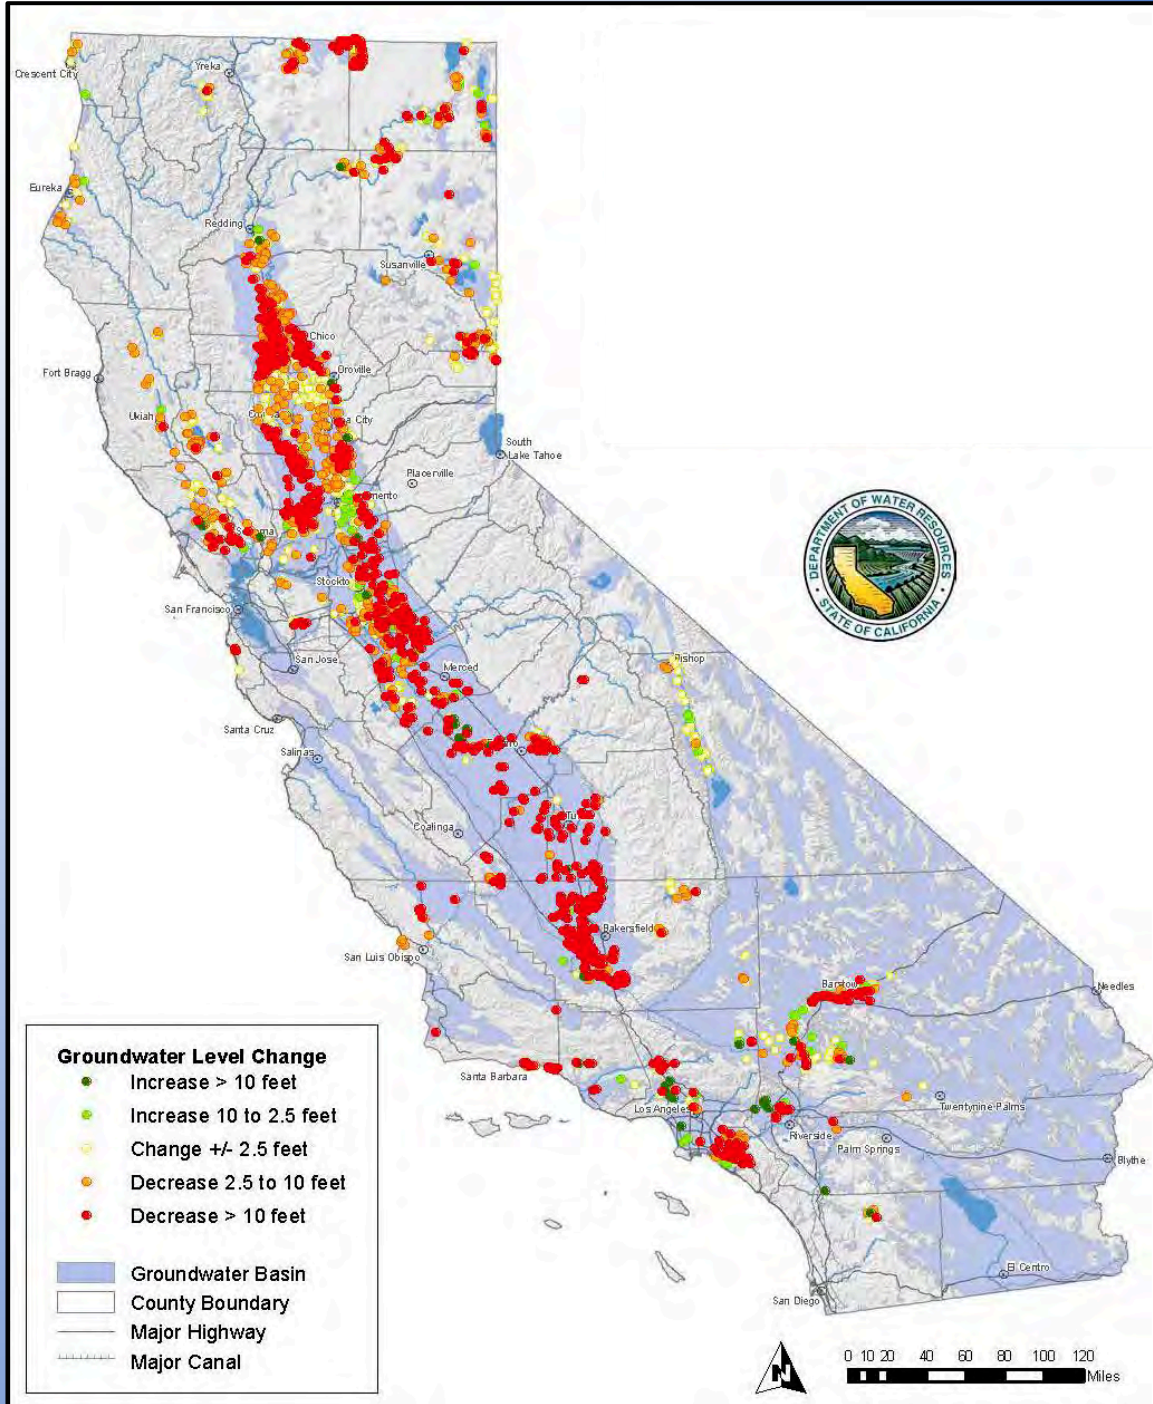 Crescent City
Yreka
Eureka
Redding
Susanville
Chico
Fort Bragg
Oroville
Ukiah
City
South
Lake Tahoe
Placerville
DEPARTMENT OF WATER RESOURCES
STATE OF CALIFORNIA
Stockto
San Francisco
San Jose
Merced
Bishop
Santa Cruz
Salinas
Coalinga
Tu
Bakersfield
San Luis Obispo
Barstow
Needles
Santa Barbara
Los Angeles
Twentynine Palms
Riverside
Palm Springs
Blythe
El Centro
San Diego
Groundwater Level Change
Increase > 10 feet
Increase 10 to 2.5 feet
Change +/- 2.5 feet
Decrease 2.5 to 10 feet
Decrease > 10 feet
Groundwater Basin
County Boundary
Major Highway
Major Canal
N
0 10 20 40 60 80 100 120
Miles